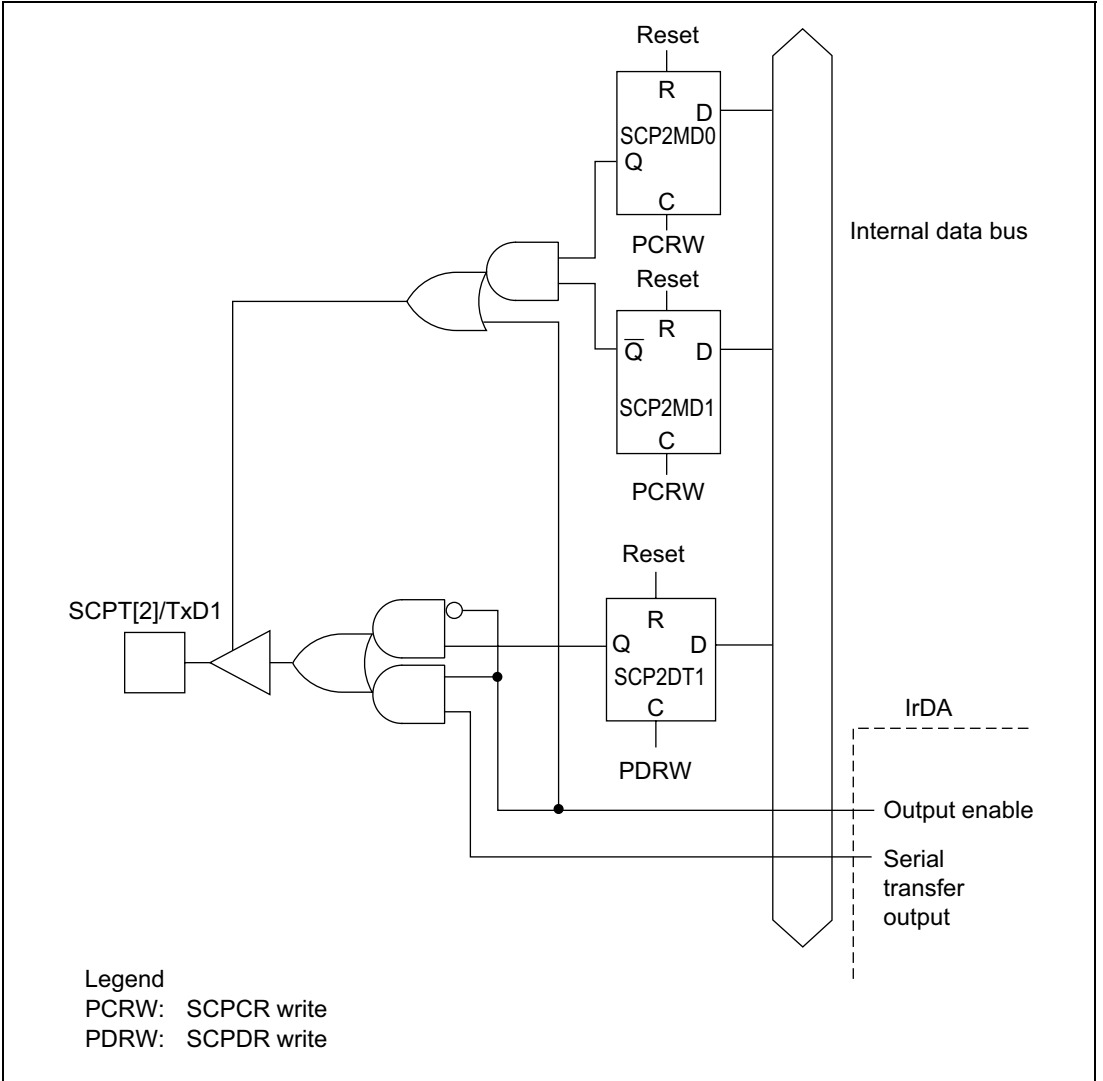 Reset
R
D
SCP2MD0
Q
C
PCRW
Internal data bus
Reset
R
Q̅ D
SCP2MD1
C
PCRW
Reset
SCPT[2]/TxD1
R
Q D
SCP2DT1
C
PDRW
IrDA
Output enable
Serial
transfer
output
Legend
PCRW: SCPCR write
PDRW: SCPDR write